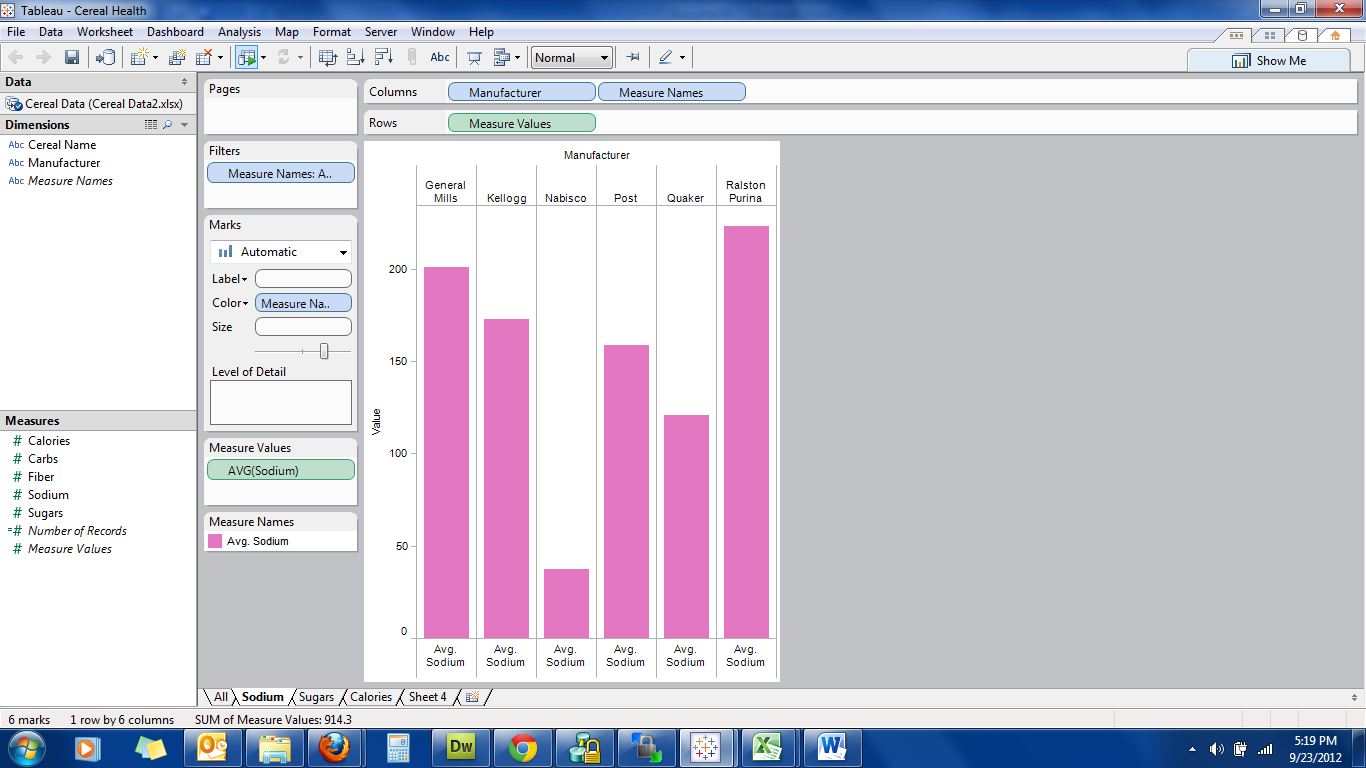 Tableau - Cereal Health
File Data Worksheet Dashboard Analysis Map Format Server Window Help
Abc Normal Show Me
Data
Cereal Data (Cereal Data2.xlsx)
Dimensions
Abc Cereal Name
Abc Manufacturer
Abc Measure Names
Measures
# Calories
# Carbs
# Fiber
# Sodium
# Sugars
=# Number of Records
# Measure Values
Pages
Filters
Measure Names: A..
Marks
Automatic
Label
Color Measure Na..
Size
Level of Detail
Measure Values
AVG(Sodium)
Measure Names
Avg. Sodium
Columns Manufacturer Measure Names
Rows Measure Values
Manufacturer
General Mills Kellogg Nabisco Post Quaker Ralston Purina
Value
200
150
100
50
0
Avg. Sodium Avg. Sodium Avg. Sodium Avg. Sodium Avg. Sodium Avg. Sodium
All Sodium Sugars Calories Sheet 4
6 marks 1 row by 6 columns SUM of Measure Values: 914.3
Dw
5:19 PM
9/23/2012